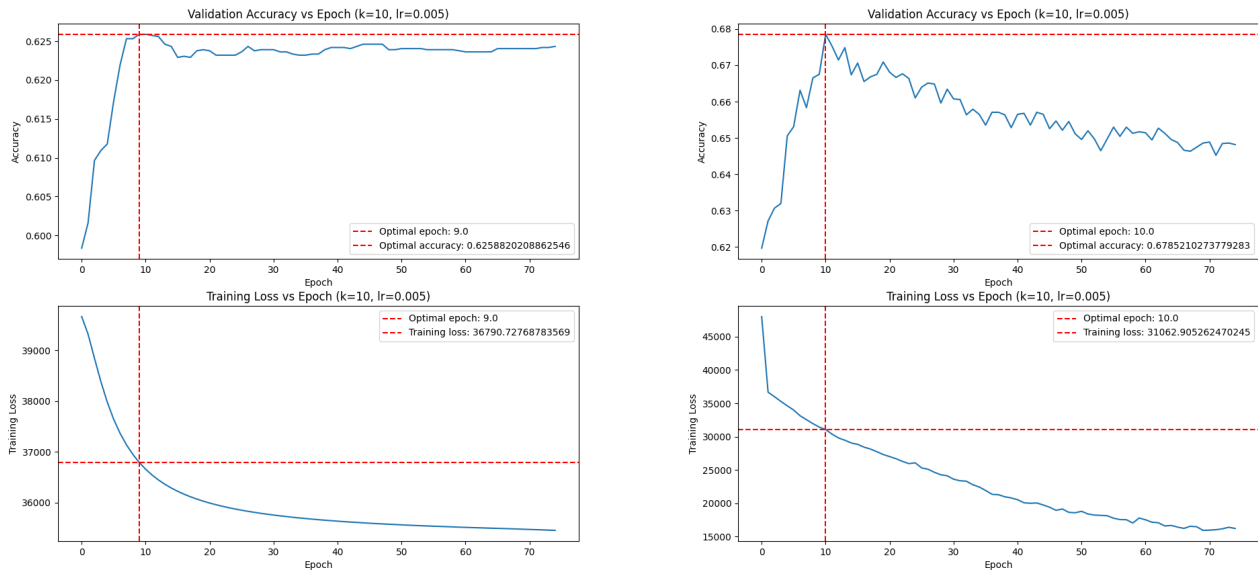 Validation Accuracy vs Epoch (k=10, lr=0.005)
Accuracy
0.625
0.620
0.615
0.610
0.605
0.600
Optimal epoch: 9.0
Optimal accuracy: 0.6258820208862546
0 10 20 30 40 50 60 70
Epoch
Training Loss vs Epoch (k=10, lr=0.005)
Training Loss
39000
38000
37000
36000
Optimal epoch: 9.0
Training loss: 36790.72768783569
0 10 20 30 40 50 60 70
Epoch
Validation Accuracy vs Epoch (k=10, lr=0.005)
Accuracy
0.68
0.67
0.66
0.65
0.64
0.63
0.62
Optimal epoch: 10.0
Optimal accuracy: 0.6785210273779283
0 10 20 30 40 50 60 70
Epoch
Training Loss vs Epoch (k=10, lr=0.005)
Training Loss
45000
40000
35000
30000
25000
20000
15000
Optimal epoch: 10.0
Training loss: 31062.905262470245
0 10 20 30 40 50 60 70
Epoch